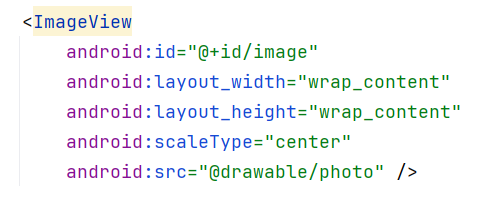 <ImageView
android:id="@+id/image"
android:layout_width="wrap_content"
android:layout_height="wrap_content"
android:scaleType="center"
android:src="@drawable/photo" />